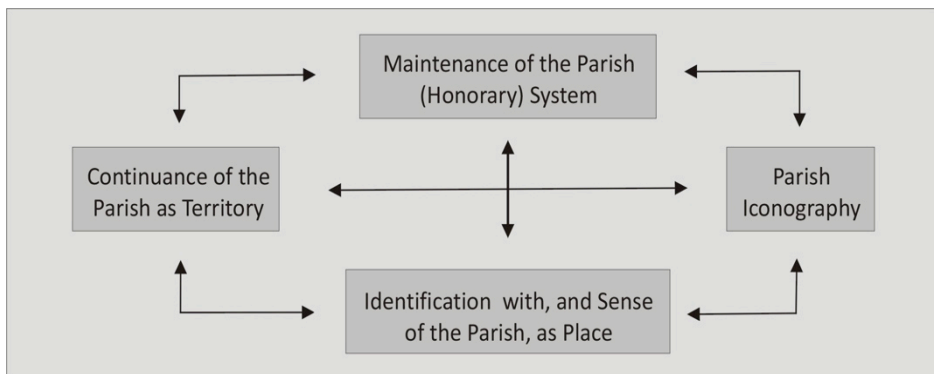 Maintenance of the Parish
(Honorary) System
Continuance of the
Parish as Territory
Parish
Iconography
Identification with, and Sense
of the Parish, as Place